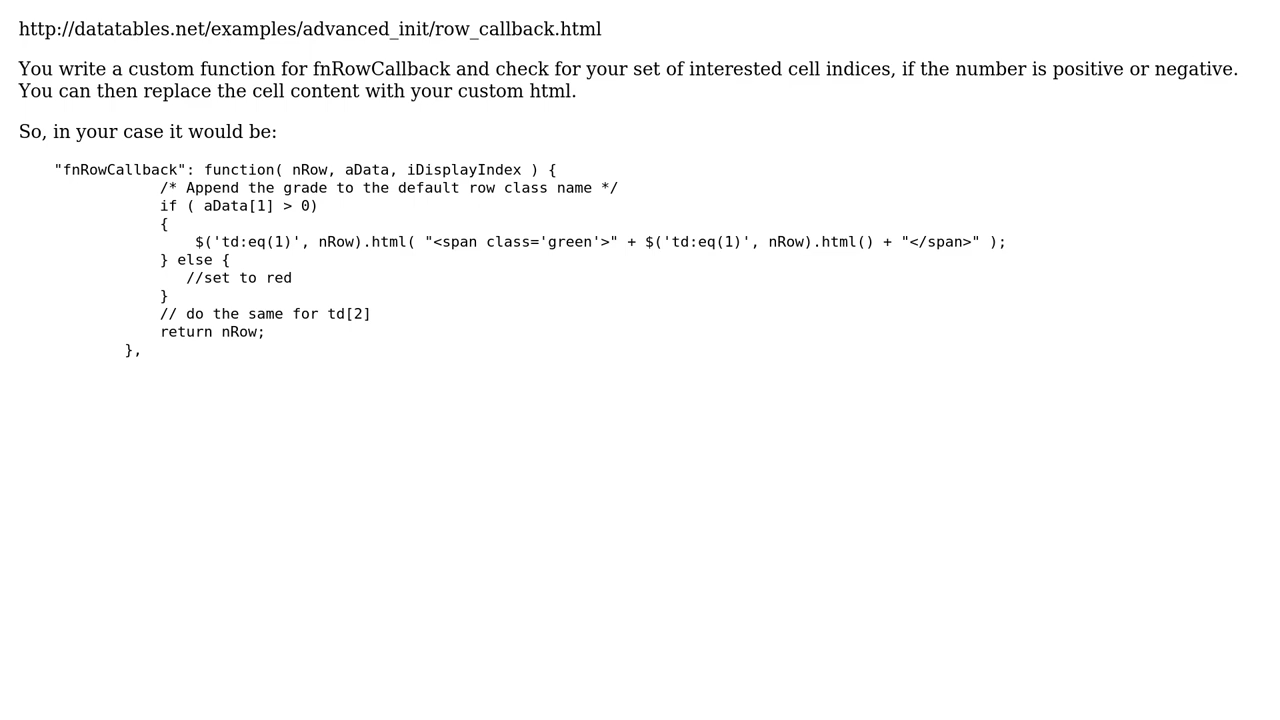 http://datatables.net/examples/advanced_init/row_callback.html
You write a custom function for fnRowCallback and check for your set of interested cell indices, if the number is positive or negative.
You can then replace the cell content with your custom html.
So, in your case it would be:
"fnRowCallback": function( nRow, aData, iDisplayIndex ) {
/* Append the grade to the default row class name */
if ( aData[1] > 0)
{
$('td:eq(1)', nRow).html( "<span class='green'>" + $('td:eq(1)', nRow).html() + "</span>" );
} else {
//set to red
}
// do the same for td[2]
return nRow;
},